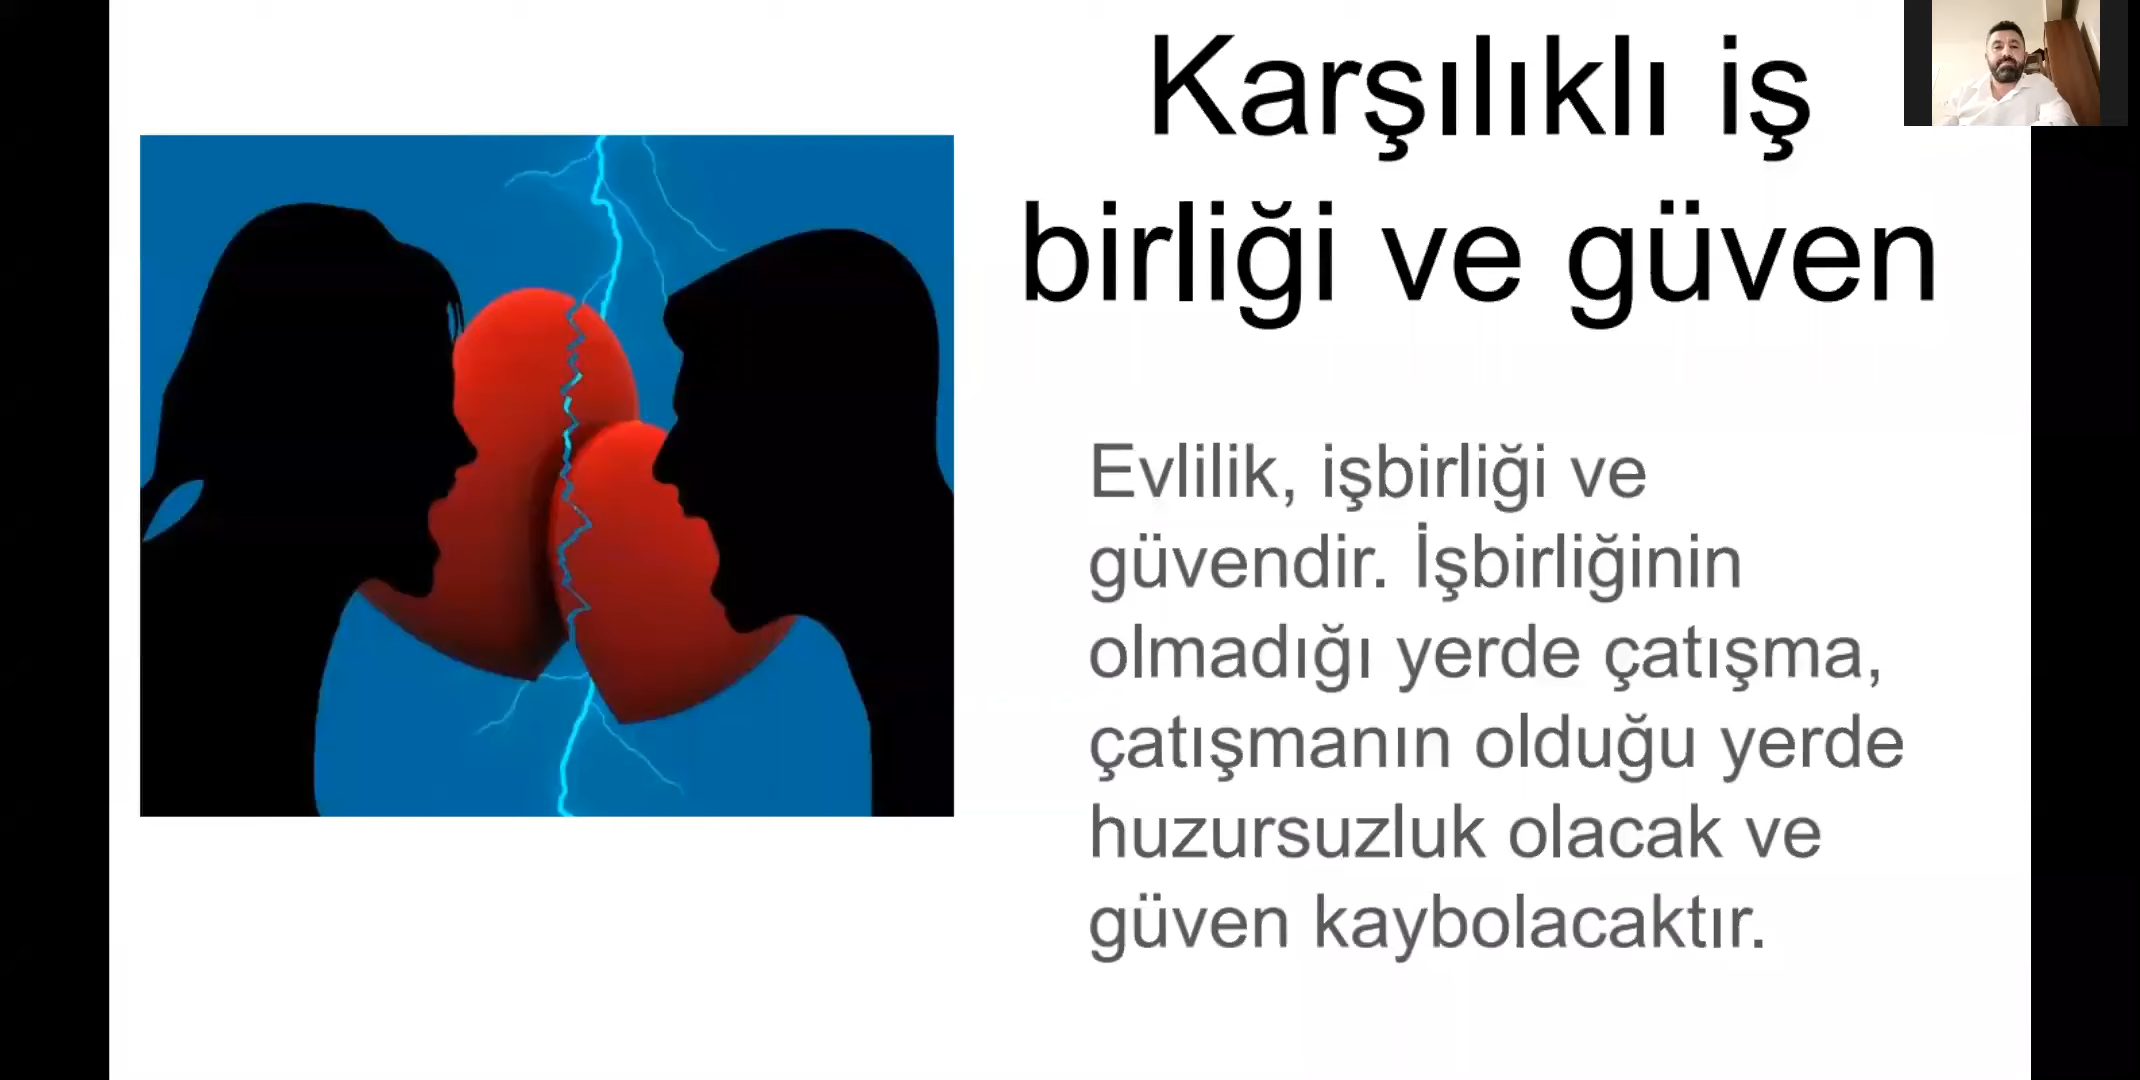 Karşılıklı iş
birliği ve güven
Evlilik, işbirliği ve
güvendir. İşbirliğinin
olmadığı yerde çatışma,
çatışmanın olduğu yerde
huzursuzluk olacak ve
güven kaybolacaktır.